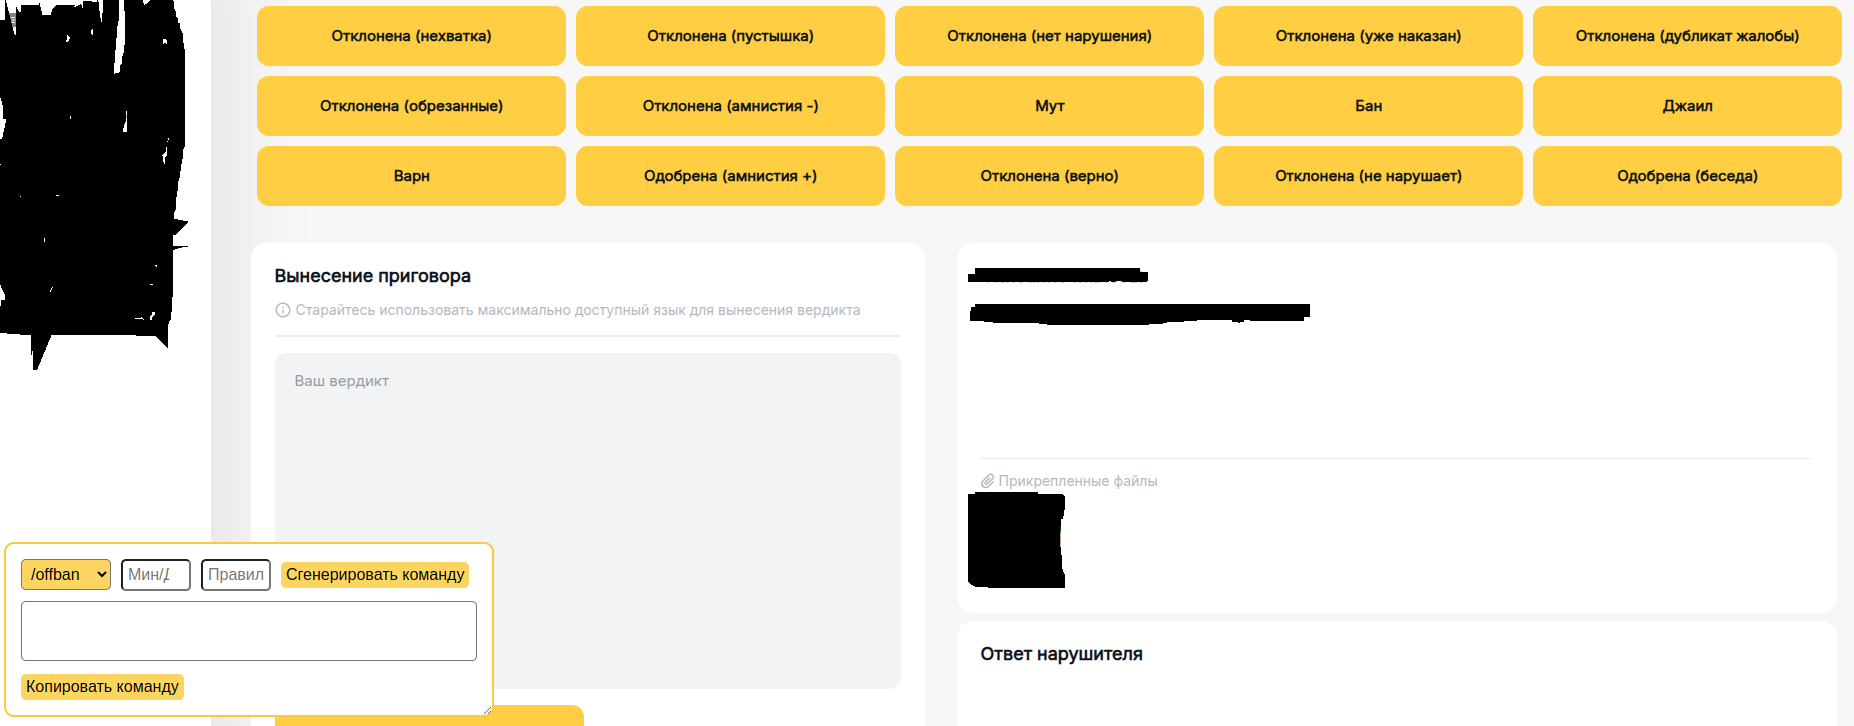 Отклонена (нехватка)
Отклонена (пустышка)
Отклонена (нет нарушения)
Отклонена (уже наказан)
Отклонена (дубликат жалобы)
Отклонена (обрезанные)
Отклонена (амнистия -)
Мут
Бан
Джаил
Варн
Одобрена (амнистия +)
Отклонена (верно)
Отклонена (не нарушает)
Одобрена (беседа)
Вынесение приговора
Старайтесь использовать максимально доступный язык для вынесения вердикта
Ваш вердикт
Прикрепленные файлы
Ответ нарушителя
/offban
Мин/Д
Правил
Сгенерировать команду
Копировать команду